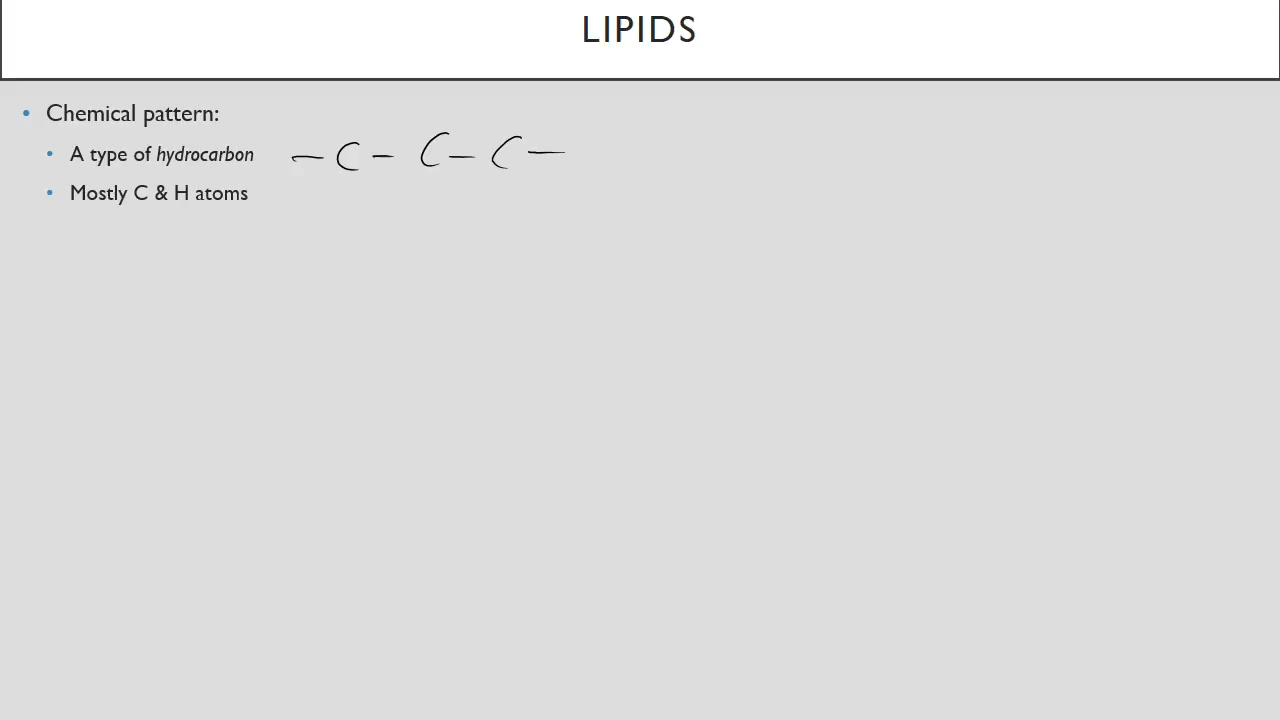 LIPIDS
• Chemical pattern:
• A type of hydrocarbon — C — C — C —
• Mostly C & H atoms